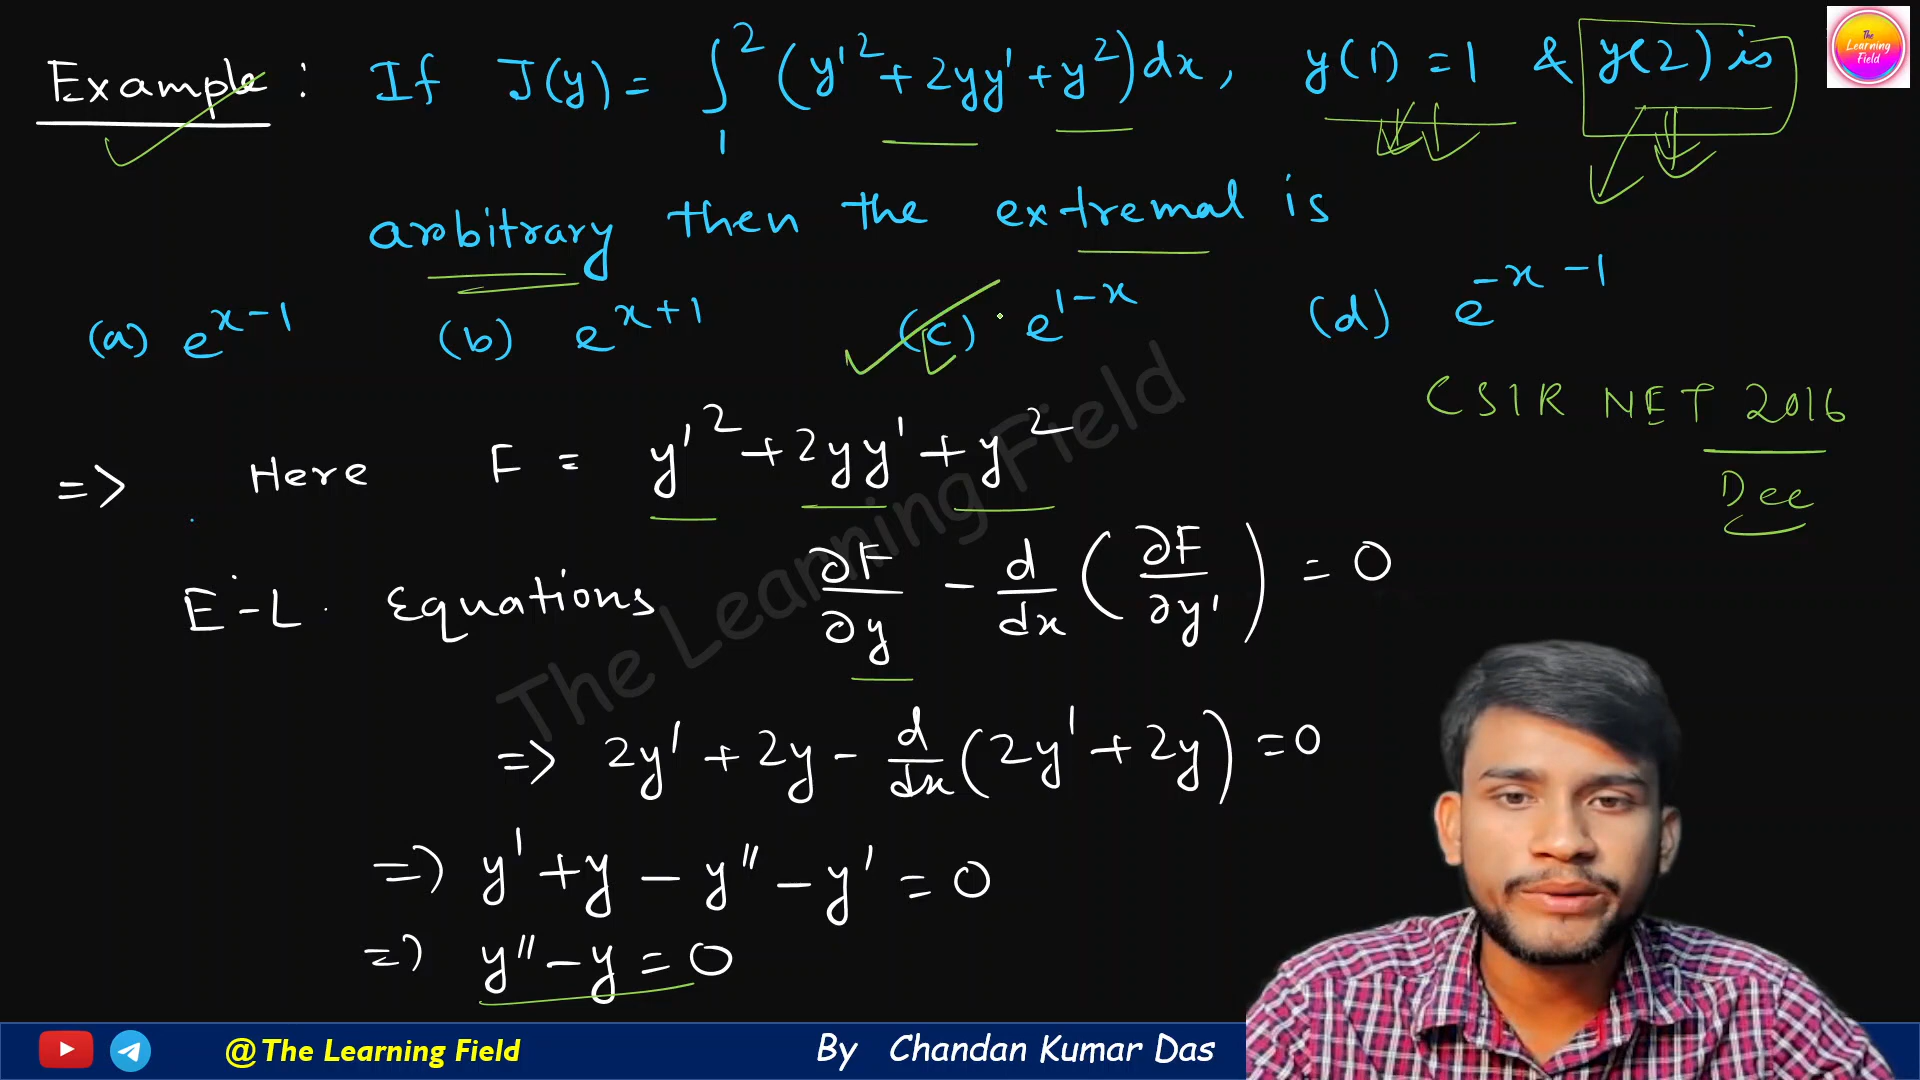 Example : If J(y) = ∫₁² (y'² + 2yy' + y²) dx, y(1) = 1 & y(2) is
arbitrary then the extremal is
(a) e^{x-1} (b) e^{x+1} (c) e^{1-x} (d) e^{-x-1}
CSIR NET 2016
Dec
=> Here F = y'² + 2yy' + y²
E-L. Equations ∂F/∂y - d/dx (∂F/∂y') = 0
=> 2y' + 2y - d/dx (2y' + 2y) = 0
=> y' + y - y'' - y' = 0
=> y'' - y = 0
The Learning Field
The Learning Field
@The Learning Field By Chandan Kumar Das